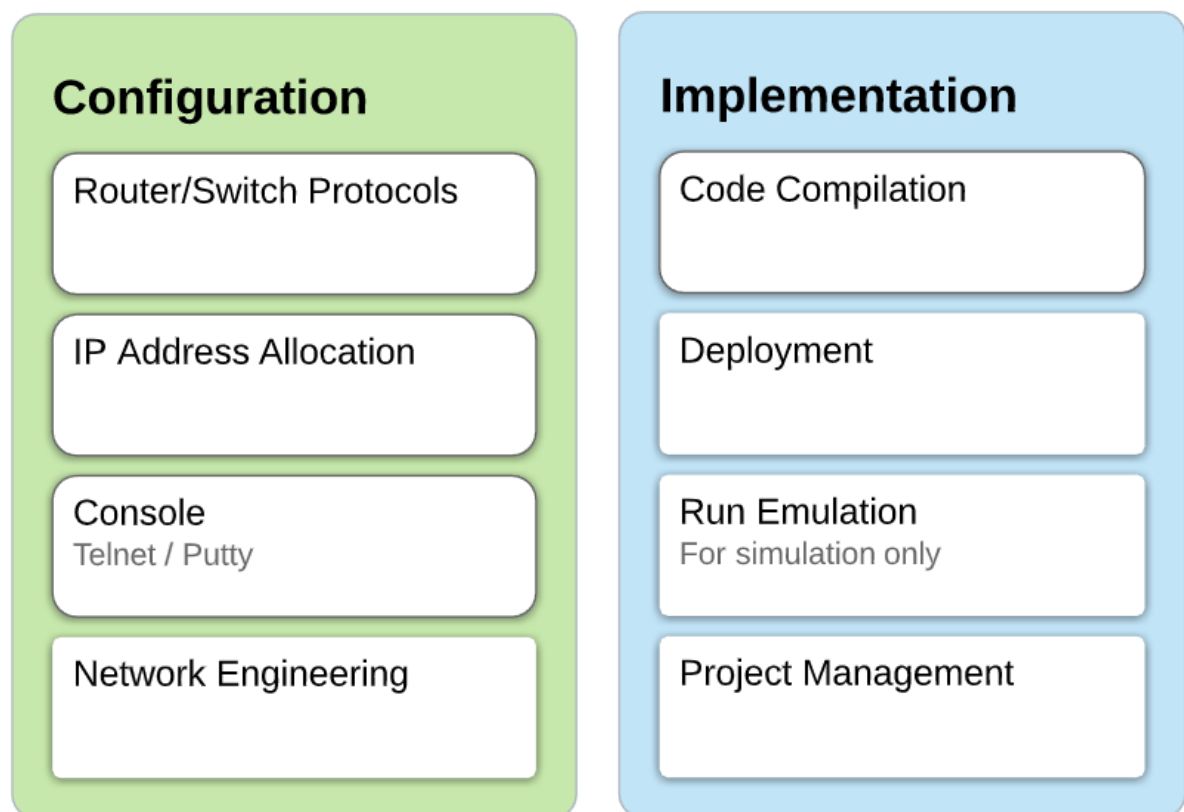 Configuration
Router/Switch Protocols
IP Address Allocation
Console
Telnet / Putty
Network Engineering
Implementation
Code Compilation
Deployment
Run Emulation
For simulation only
Project Management